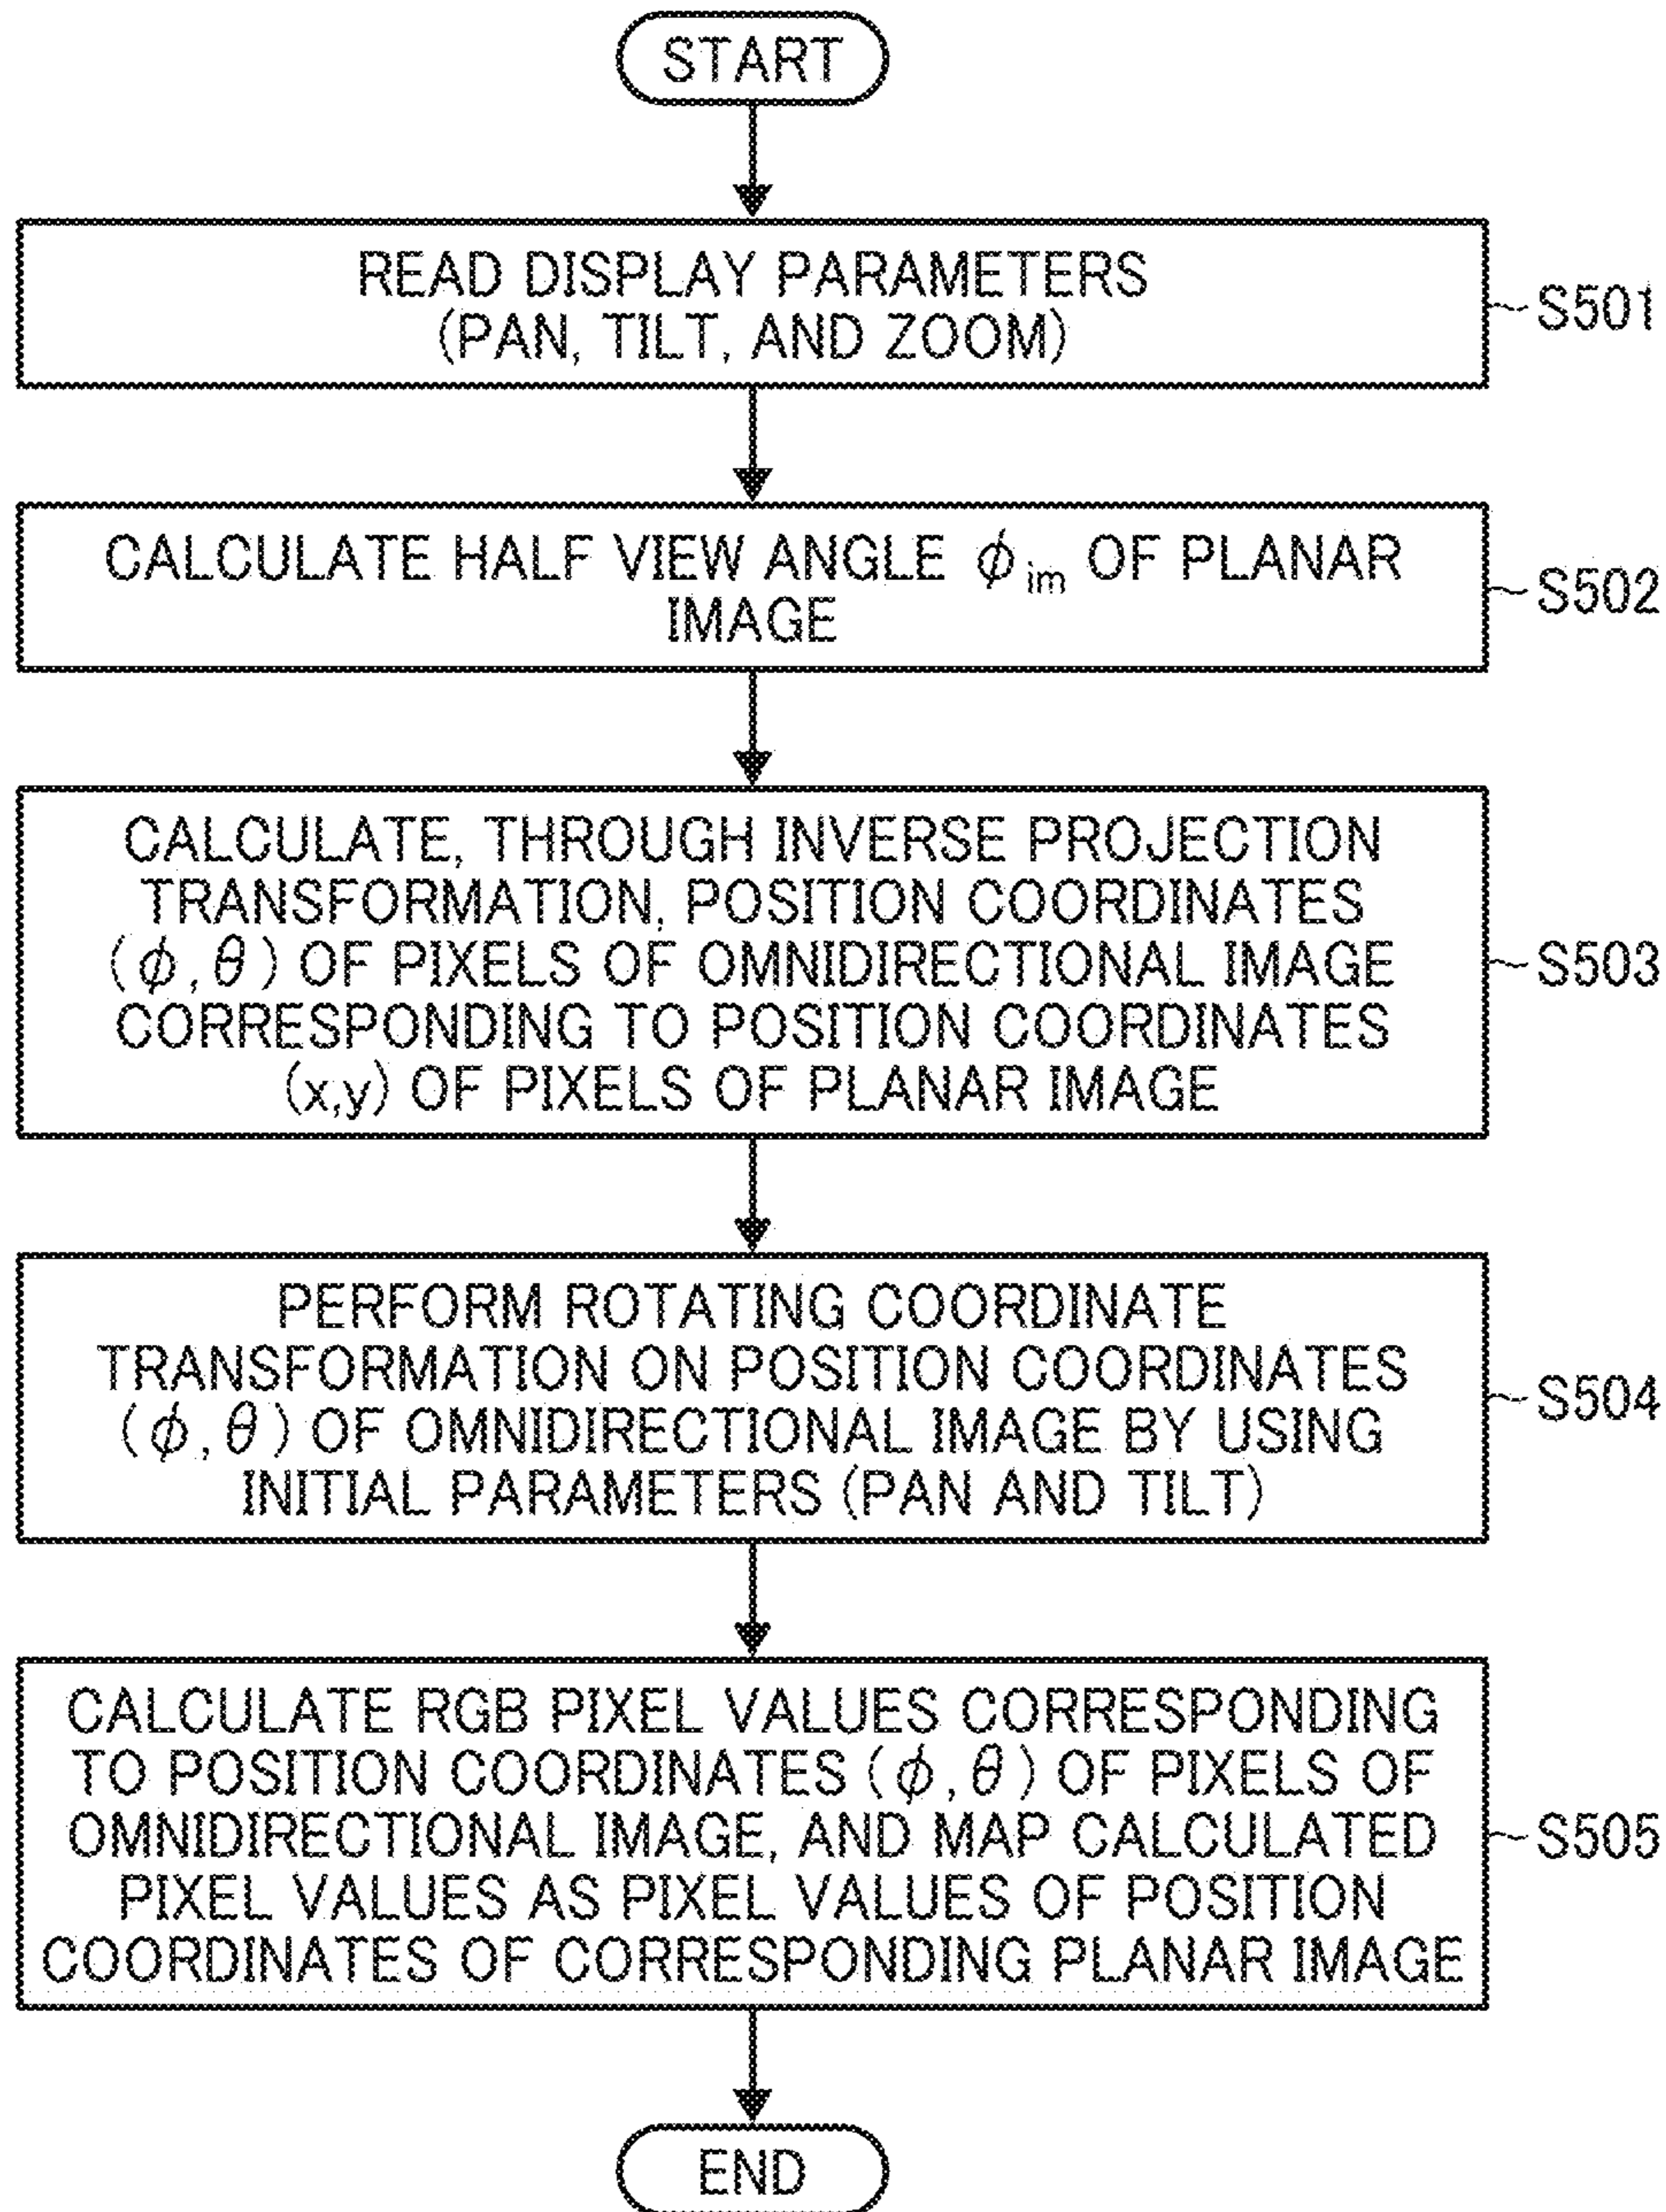 START
READ DISPLAY PARAMETERS
(PAN, TILT, AND ZOOM)
S501
CALCULATE HALF VIEW ANGLE ϕim OF PLANAR
IMAGE
S502
CALCULATE, THROUGH INVERSE PROJECTION
TRANSFORMATION, POSITION COORDINATES
(ϕ,θ) OF PIXELS OF OMNIDIRECTIONAL IMAGE
CORRESPONDING TO POSITION COORDINATES
(x,y) OF PIXELS OF PLANAR IMAGE
S503
PERFORM ROTATING COORDINATE
TRANSFORMATION ON POSITION COORDINATES
(ϕ,θ) OF OMNIDIRECTIONAL IMAGE BY USING
INITIAL PARAMETERS (PAN AND TILT)
S504
CALCULATE RGB PIXEL VALUES CORRESPONDING
TO POSITION COORDINATES (ϕ,θ) OF PIXELS OF
OMNIDIRECTIONAL IMAGE, AND MAP CALCULATED
PIXEL VALUES AS PIXEL VALUES OF POSITION
COORDINATES OF CORRESPONDING PLANAR IMAGE
S505
END